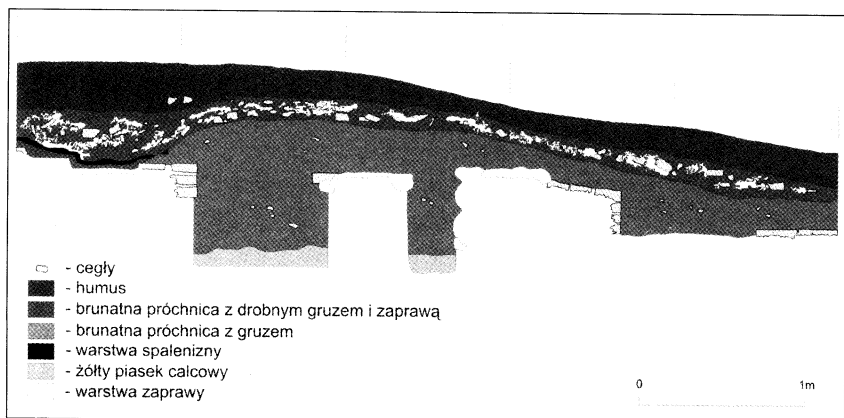 - cegły
- humus
- brunatna próchnica z drobnym gruzem i zaprawą
- brunatna próchnica z gruzem
- warstwa spalenizny
- żółty piasek calcowy
- warstwa zaprawy
0 1m